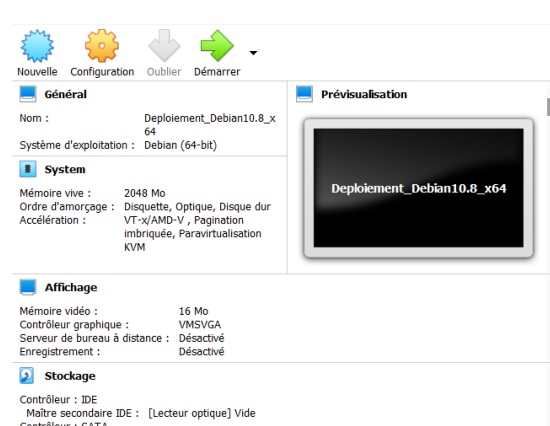 Nouvelle Configuration Oublier Démarrer
Général
Nom : Deploiement_Debian10.8_x
64
Système d'exploitation : Debian (64-bit)
Prévisualisation
Deploiement_Debian10.8_x64
System
Mémoire vive : 2048 Mo
Ordre d'amorçage : Disquette, Optique, Disque dur
Accélération : VT-x/AMD-V , Pagination
imbriquée, Paravirtualisation
KVM
Affichage
Mémoire vidéo : 16 Mo
Contrôleur graphique : VMSVGA
Serveur de bureau à distance : Désactivé
Enregistrement : Désactivé
Stockage
Contrôleur : IDE
Maître secondaire IDE : [Lecteur optique] Vide
Contrôleur : SATA